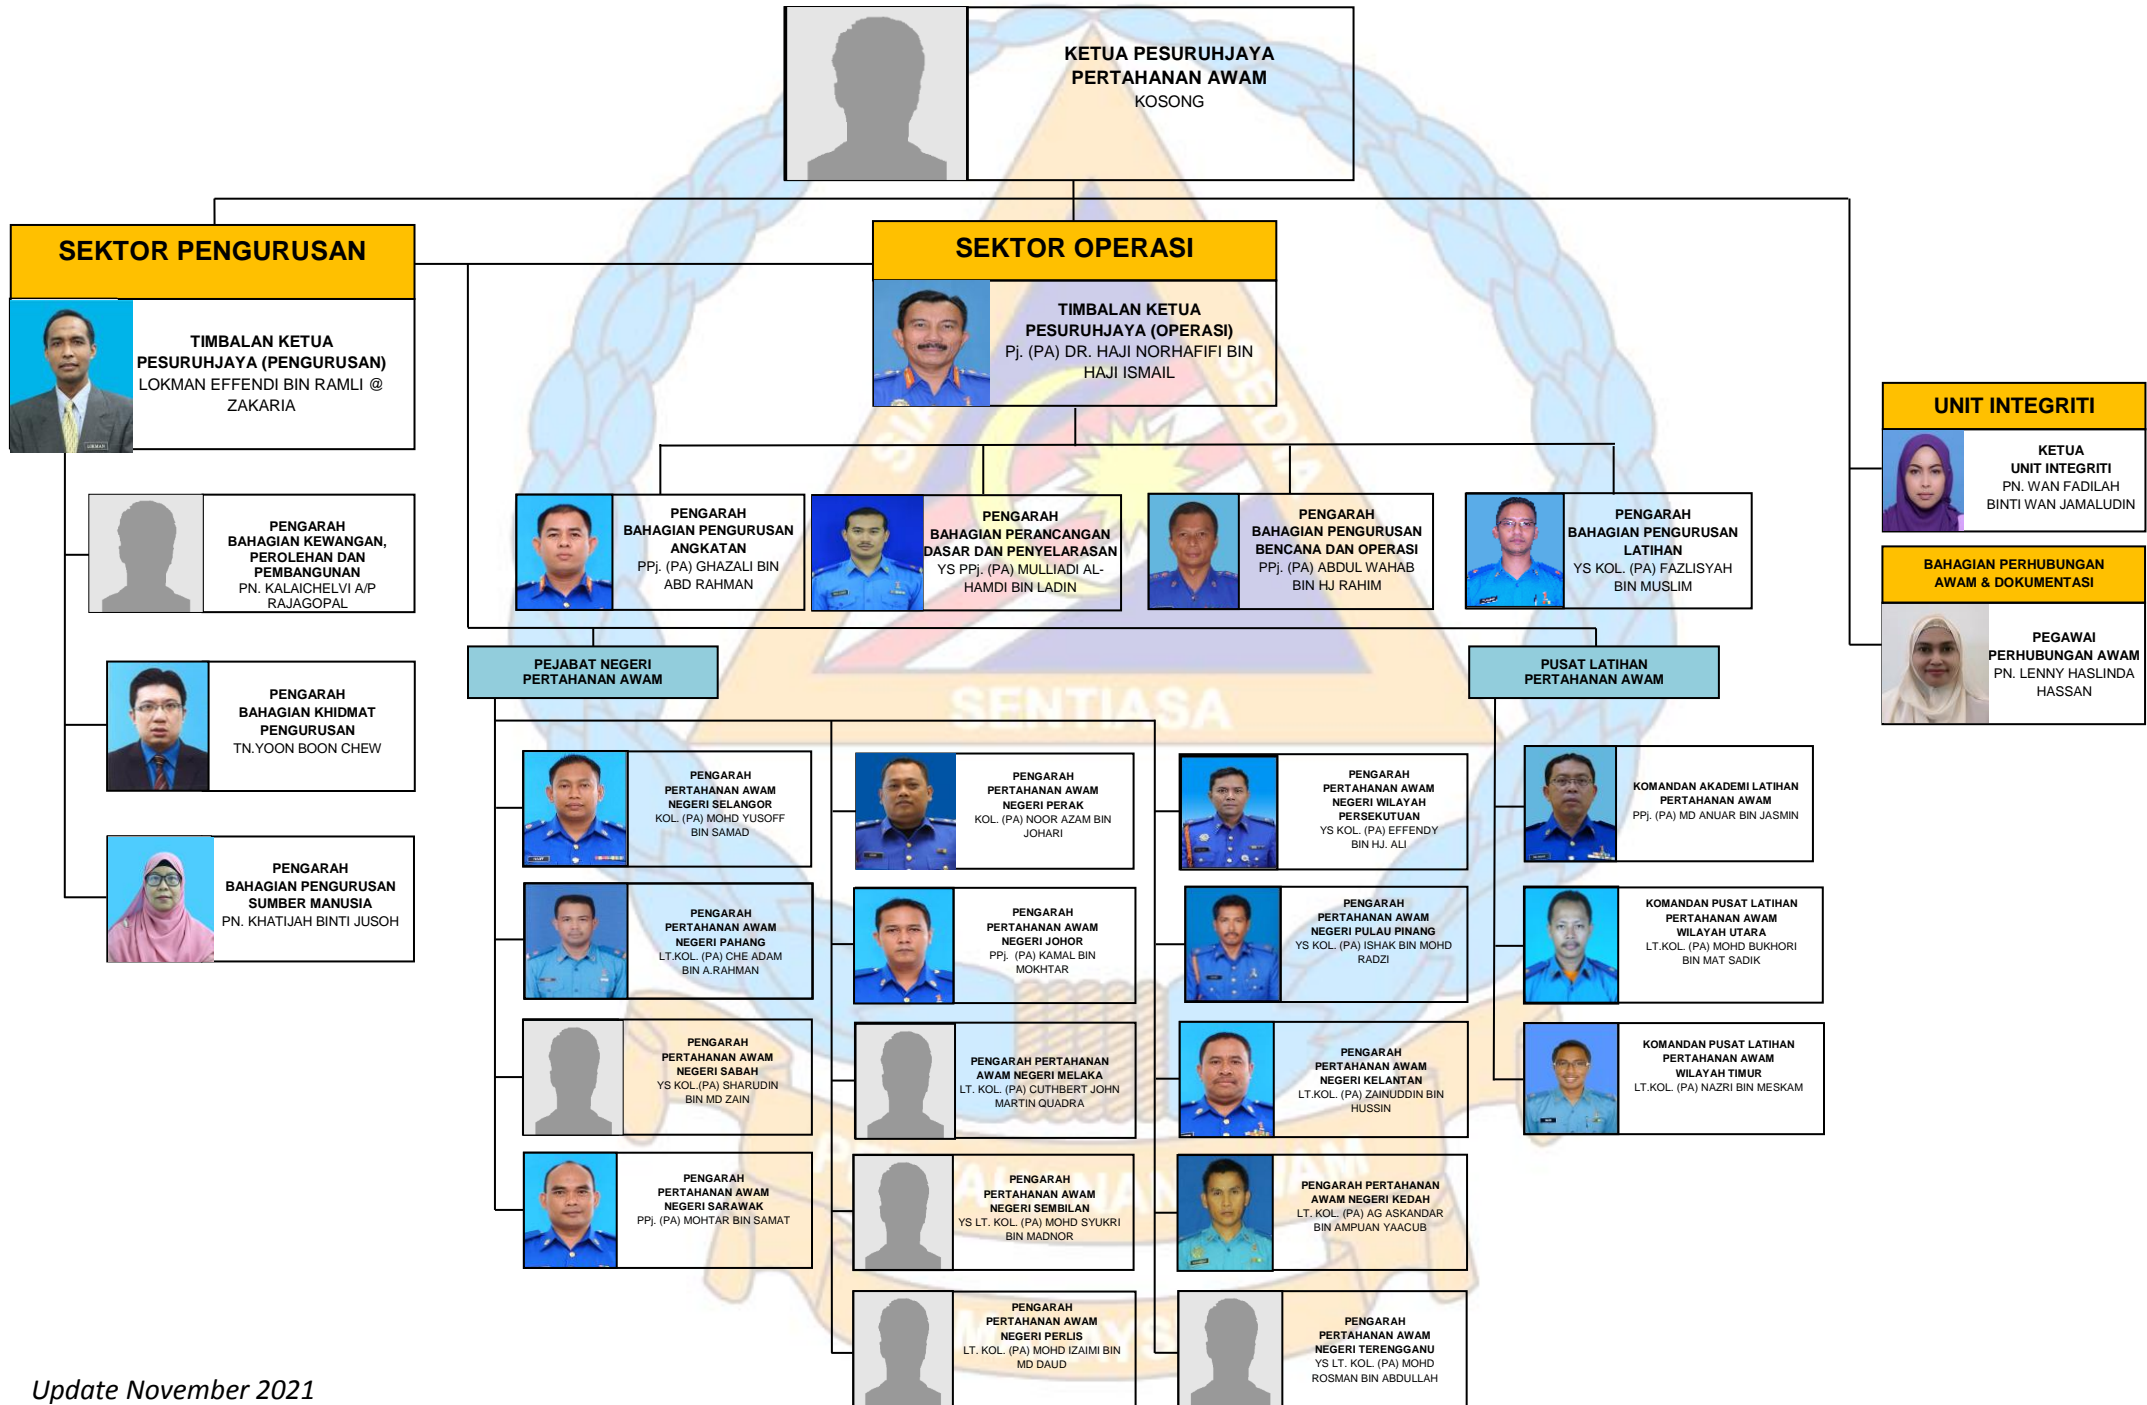 KETUA PESURUHJAYA
PERTAHANAN AWAM
KOSONG
SEKTOR PENGURUSAN
TIMBALAN KETUA
PESURUHJAYA (PENGURUSAN)
LOKMAN EFFENDI BIN RAMLI @
ZAKARIA
LOKMAN
SEKTOR OPERASI
TIMBALAN KETUA
PESURUHJAYA (OPERASI)
Pj. (PA) DR. HAJI NORHAFIFI BIN
HAJI ISMAIL
UNIT INTEGRITI
KETUA
UNIT INTEGRITI
PN. WAN FADILAH
BINTI WAN JAMALUDIN
BAHAGIAN PERHUBUNGAN
AWAM & DOKUMENTASI
PEGAWAI
PERHUBUNGAN AWAM
PN. LENNY HASLINDA
HASSAN
PENGARAH
BAHAGIAN KEWANGAN,
PEROLEHAN DAN
PEMBANGUNAN
PN. KALAICHELVI A/P
RAJAGOPAL
PENGARAH
BAHAGIAN KHIDMAT
PENGURUSAN
TN.YOON BOON CHEW
PENGARAH
BAHAGIAN PENGURUSAN
SUMBER MANUSIA
PN. KHATIJAH BINTI JUSOH
PENGARAH
BAHAGIAN PENGURUSAN
ANGKATAN
PPj. (PA) GHAZALI BIN
ABD RAHMAN
PENGARAH
BAHAGIAN PERANCANGAN
DASAR DAN PENYELARASAN
YS PPj. (PA) MULLIADI AL-
HAMDI BIN LADIN
PENGARAH
BAHAGIAN PENGURUSAN
BENCANA DAN OPERASI
PPj. (PA) ABDUL WAHAB
BIN HJ RAHIM
PENGARAH
BAHAGIAN PENGURUSAN
LATIHAN
YS KOL. (PA) FAZLISYAH
BIN MUSLIM
PEJABAT NEGERI
PERTAHANAN AWAM
PUSAT LATIHAN
PERTAHANAN AWAM
PENGARAH
PERTAHANAN AWAM
NEGERI SELANGOR
KOL. (PA) MOHD YUSOFF
BIN SAMAD
PENGARAH
PERTAHANAN AWAM
NEGERI PAHANG
LT.KOL. (PA) CHE ADAM
BIN A.RAHMAN
PENGARAH
PERTAHANAN AWAM
NEGERI SABAH
YS KOL.(PA) SHARUDIN
BIN MD ZAIN
PENGARAH
PERTAHANAN AWAM
NEGERI SARAWAK
PPj. (PA) MOHTAR BIN SAMAT
PENGARAH
PERTAHANAN AWAM
NEGERI PERAK
KOL. (PA) NOOR AZAM BIN
JOHARI
PENGARAH
PERTAHANAN AWAM
NEGERI JOHOR
PPj. (PA) KAMAL BIN
MOKHTAR
PENGARAH PERTAHANAN
AWAM NEGERI MELAKA
LT. KOL. (PA) CUTHBERT JOHN
MARTIN QUADRA
PENGARAH
PERTAHANAN AWAM
NEGERI SEMBILAN
YS LT. KOL. (PA) MOHD SYUKRI
BIN MADNOR
PENGARAH
PERTAHANAN AWAM
NEGERI PERLIS
LT. KOL. (PA) MOHD IZAIMI BIN
MD DAUD
PENGARAH
PERTAHANAN AWAM
NEGERI WILAYAH
PERSEKUTUAN
YS KOL. (PA) EFFENDY
BIN HJ. ALI
PENGARAH
PERTAHANAN AWAM
NEGERI PULAU PINANG
YS KOL. (PA) ISHAK BIN MOHD
RADZI
PENGARAH
PERTAHANAN AWAM
NEGERI KELANTAN
LT.KOL. (PA) ZAINUDDIN BIN
HUSSIN
PENGARAH PERTAHANAN
AWAM NEGERI KEDAH
LT. KOL. (PA) AG ASKANDAR
BIN AMPUAN YAACUB
PENGARAH
PERTAHANAN AWAM
NEGERI TERENGGANU
YS LT. KOL. (PA) MOHD
ROSMAN BIN ABDULLAH
KOMANDAN AKADEMI LATIHAN
PERTAHANAN AWAM
PPj. (PA) MD ANUAR BIN JASMIN
KOMANDAN PUSAT LATIHAN
PERTAHANAN AWAM
WILAYAH UTARA
LT.KOL. (PA) MOHD BUKHORI
BIN MAT SADIK
KOMANDAN PUSAT LATIHAN
PERTAHANAN AWAM
WILAYAH TIMUR
LT.KOL. (PA) NAZRI BIN MESKAM
SEDIA
SENTIASA
Update November 2021